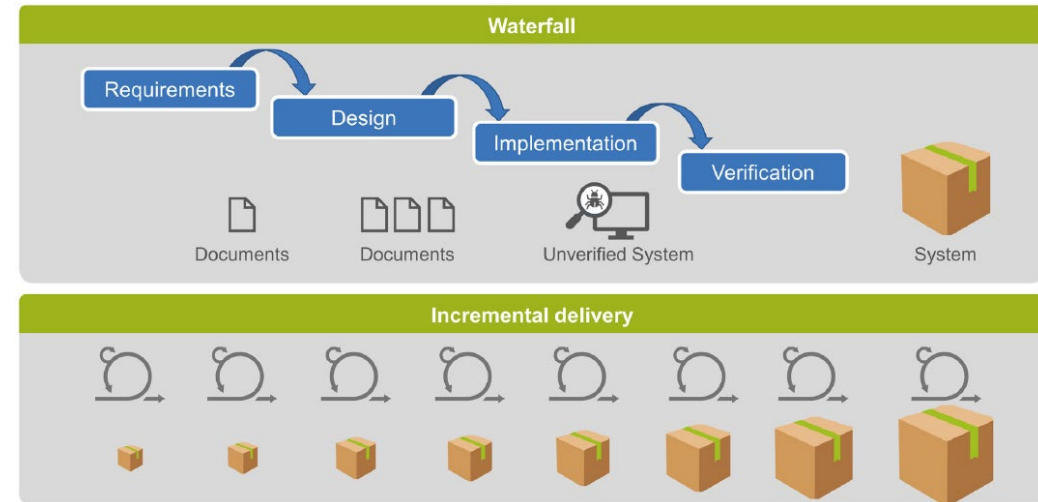 Waterfall
Requirements
Design
Implementation
Verification
Documents
Documents
Unverified System
System
Incremental delivery